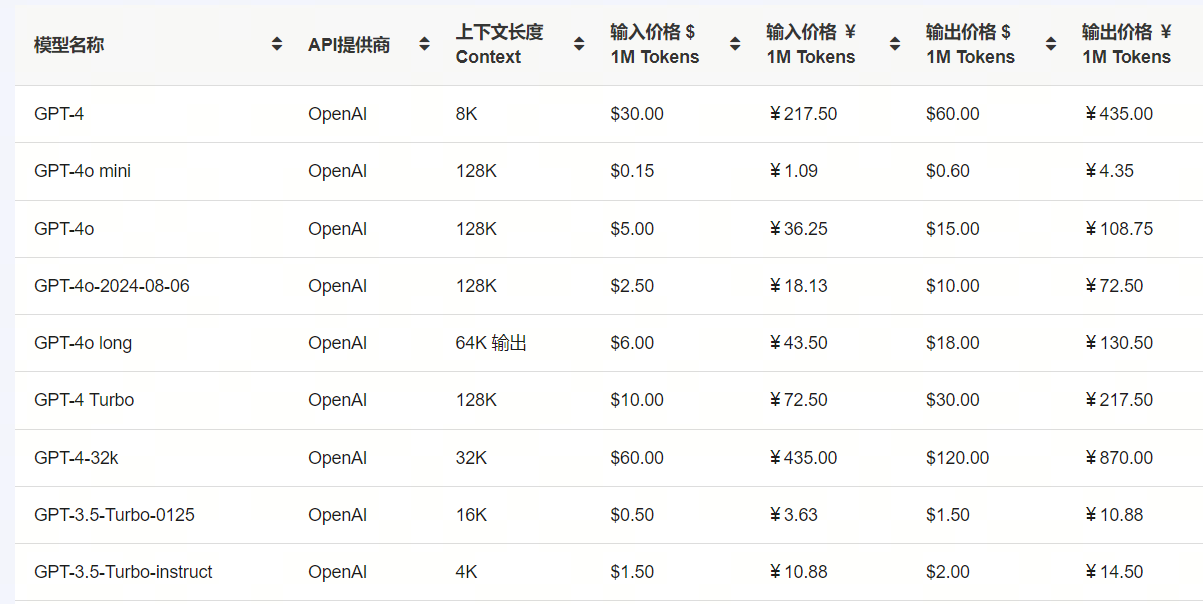 模型名称 API提供商 上下文长度 Context 输入价格 $ 1M Tokens 输入价格 ¥ 1M Tokens 输出价格 $ 1M Tokens 输出价格 ¥ 1M Tokens
GPT-4 OpenAI 8K $30.00 ¥217.50 $60.00 ¥435.00
GPT-4o mini OpenAI 128K $0.15 ¥1.09 $0.60 ¥4.35
GPT-4o OpenAI 128K $5.00 ¥36.25 $15.00 ¥108.75
GPT-4o-2024-08-06 OpenAI 128K $2.50 ¥18.13 $10.00 ¥72.50
GPT-4o long OpenAI 64K 输出 $6.00 ¥43.50 $18.00 ¥130.50
GPT-4 Turbo OpenAI 128K $10.00 ¥72.50 $30.00 ¥217.50
GPT-4-32k OpenAI 32K $60.00 ¥435.00 $120.00 ¥870.00
GPT-3.5-Turbo-0125 OpenAI 16K $0.50 ¥3.63 $1.50 ¥10.88
GPT-3.5-Turbo-instruct OpenAI 4K $1.50 ¥10.88 $2.00 ¥14.50